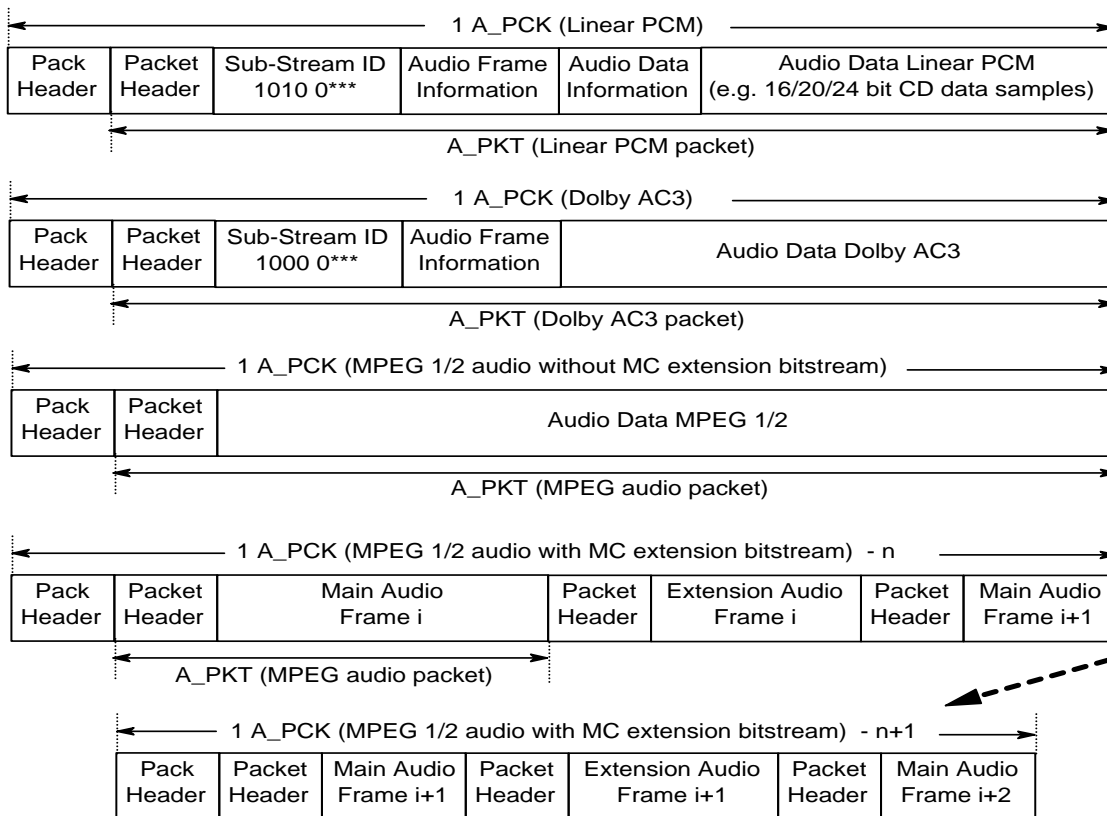 1 A_PCK (Linear PCM)
Pack Header
Packet Header
Sub-Stream ID 1010 0***
Audio Frame Information
Audio Data Information
Audio Data Linear PCM (e.g. 16/20/24 bit CD data samples)
A_PKT (Linear PCM packet)
1 A_PCK (Dolby AC3)
Pack Header
Packet Header
Sub-Stream ID 1000 0***
Audio Frame Information
Audio Data Dolby AC3
A_PKT (Dolby AC3 packet)
1 A_PCK (MPEG 1/2 audio without MC extension bitstream)
Pack Header
Packet Header
Audio Data MPEG 1/2
A_PKT (MPEG audio packet)
1 A_PCK (MPEG 1/2 audio with MC extension bitstream) - n
Pack Header
Packet Header
Main Audio Frame i
Packet Header
Extension Audio Frame i
Packet Header
Main Audio Frame i+1
A_PKT (MPEG audio packet)
1 A_PCK (MPEG 1/2 audio with MC extension bitstream) - n+1
Pack Header
Packet Header
Main Audio Frame i+1
Packet Header
Extension Audio Frame i+1
Packet Header
Main Audio Frame i+2